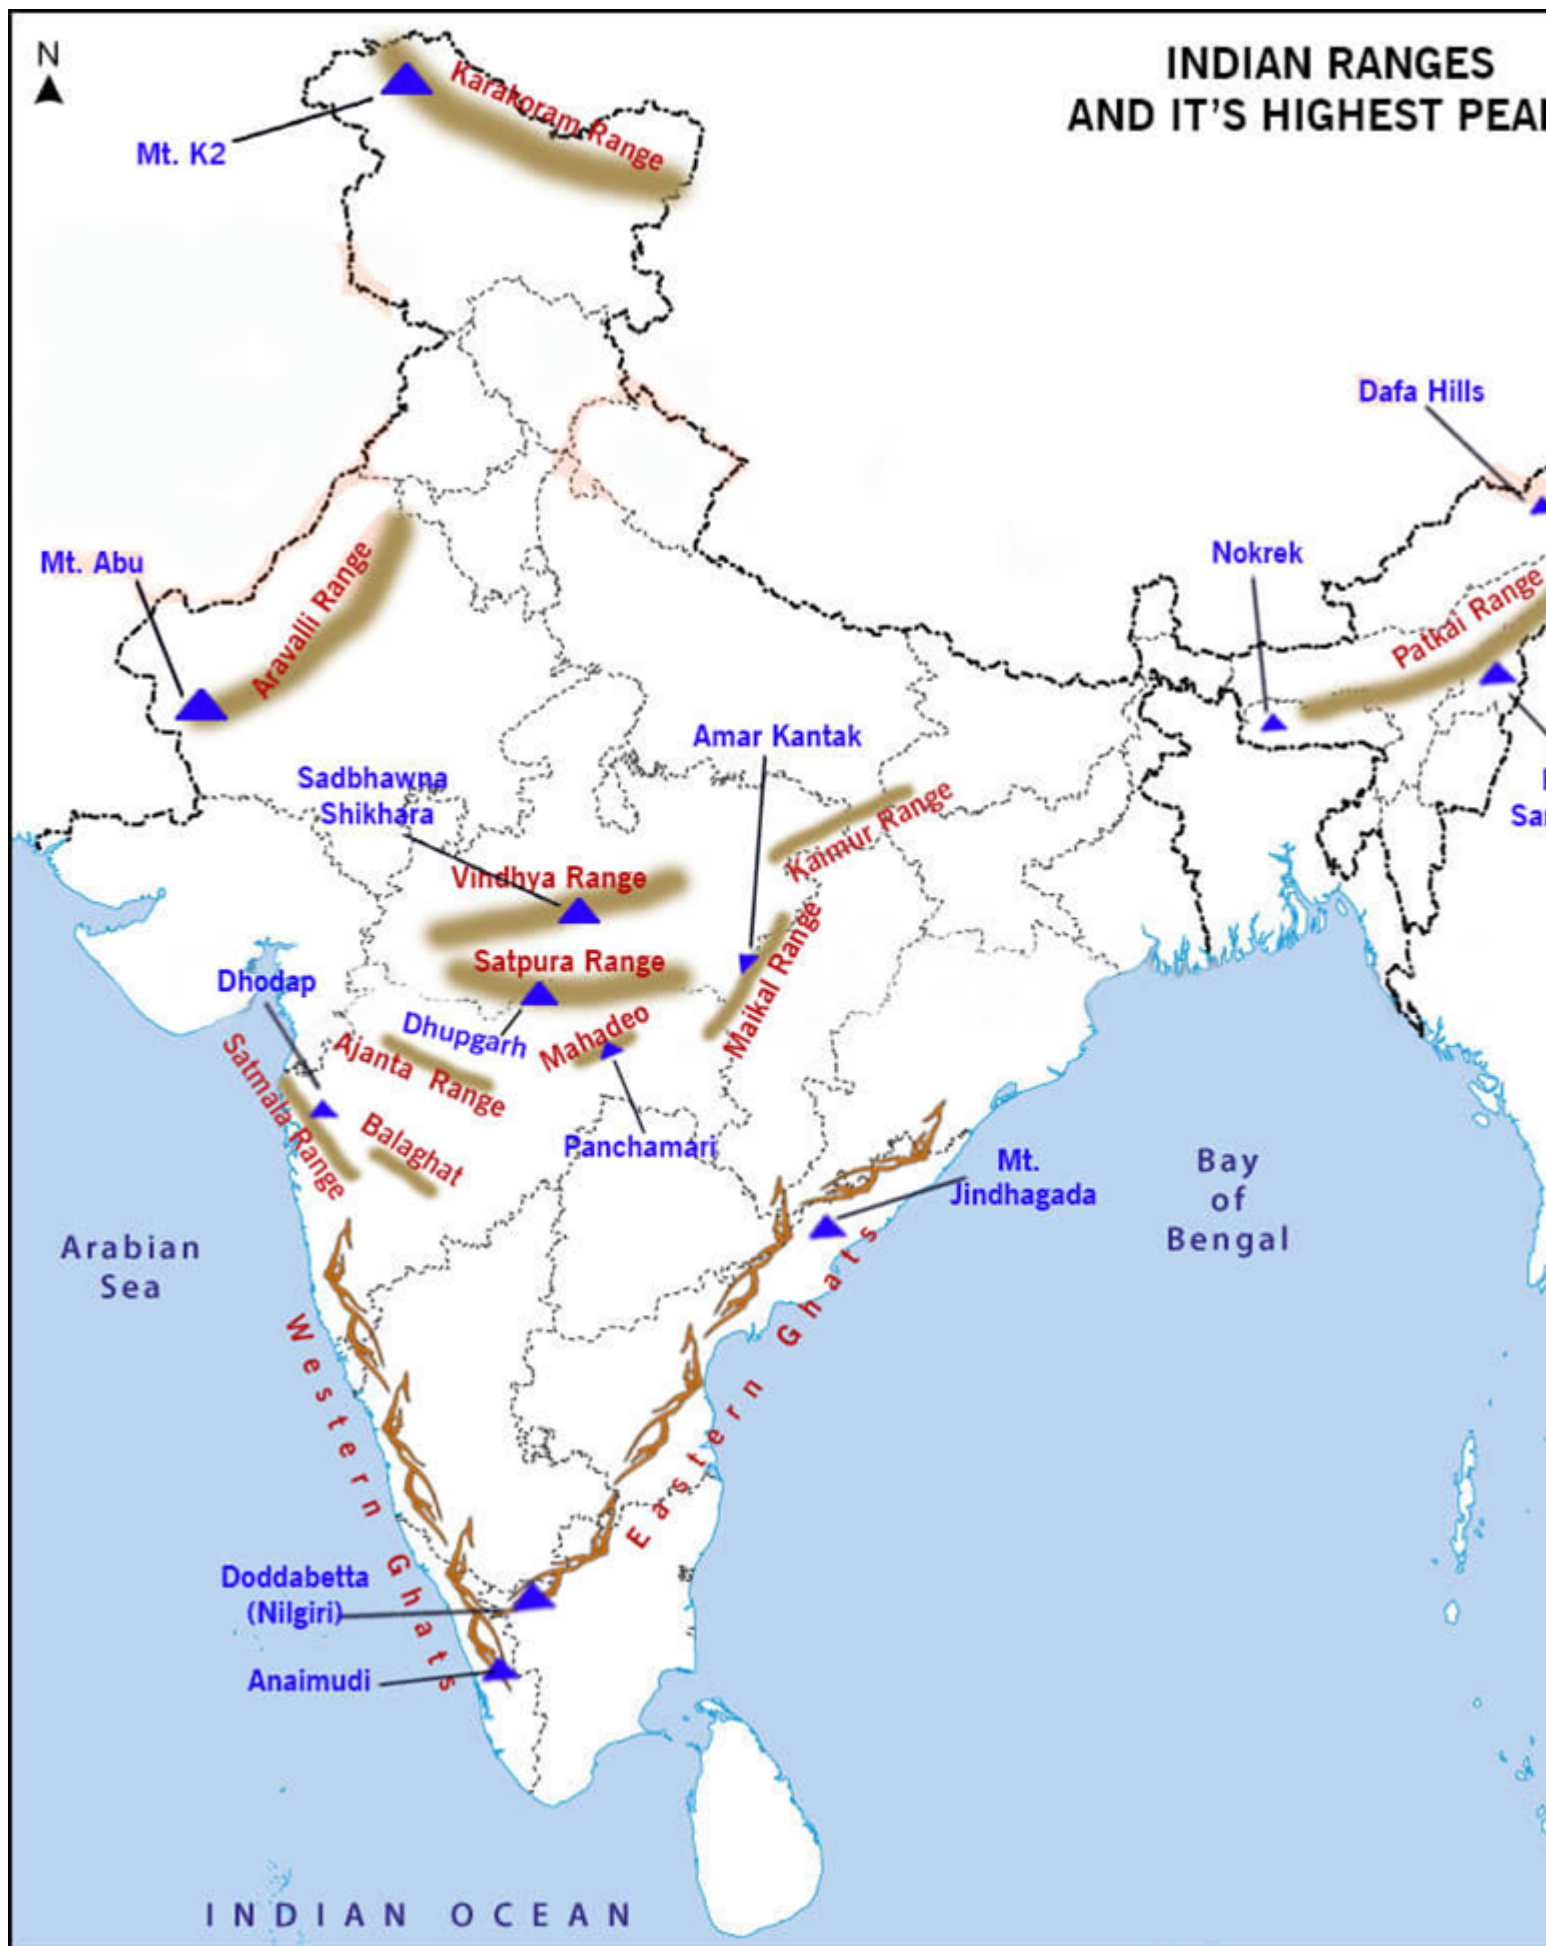 N
INDIAN RANGES
AND IT'S HIGHEST
Karakoram Range
Mt. K2
Dafa Hills
Nokrek
Mt. Abu
Aravalli Range
Patkai Range
Amar Kantak
Sadbhawna
Shikhara
Kaimur Range
Vindhya Range
Satpura Range
Maikal Range
Dhodap
Dhupgarh
Mahadeo
Ajanta Range
Satmala Range
Balaghat
Panchamari
Mt.
Jindhagada
Bay
of
Bengal
Arabian
Sea
Western Ghats
Eastern Ghats
Doddabetta
(Nilgiri)
Anaimudi
INDIAN OCEAN